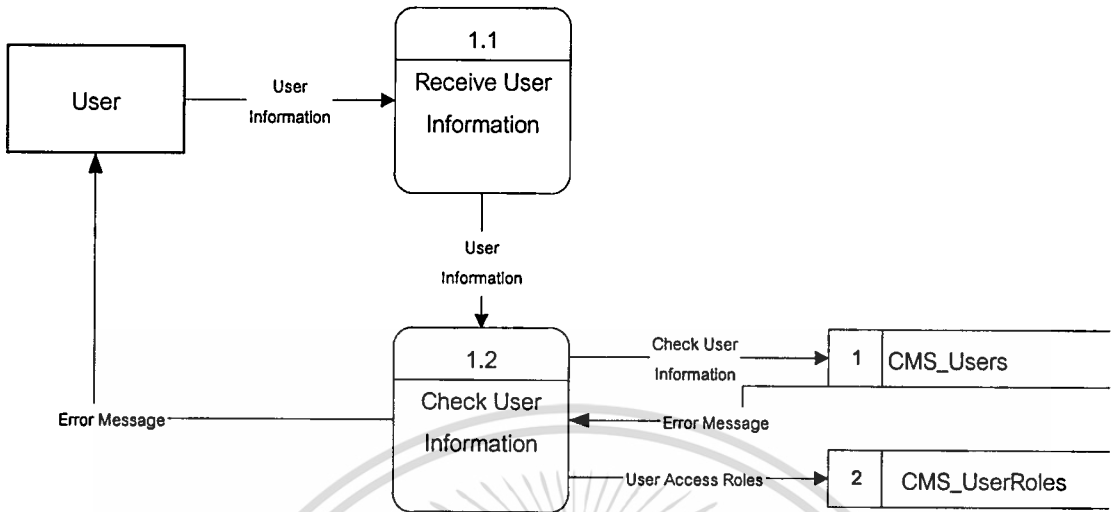 1.1
User
User
Information
Receive User
Information
User
Information
1.2
Check User
Information
Check User
Information
1
CMS_Users
Error Message
Error Message
User Access Roles
2
CMS_UserRoles